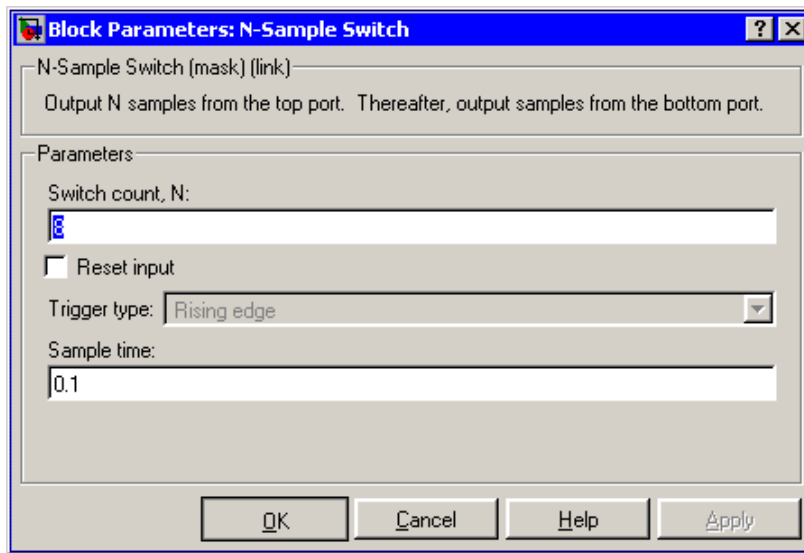 Block Parameters: N-Sample Switch
N-Sample Switch (mask) (link)
Output N samples from the top port. Thereafter, output samples from the bottom port.
Parameters
Switch count, N:
8
Reset input
Trigger type: Rising edge
Sample time:
0.1
OK Cancel Help Apply